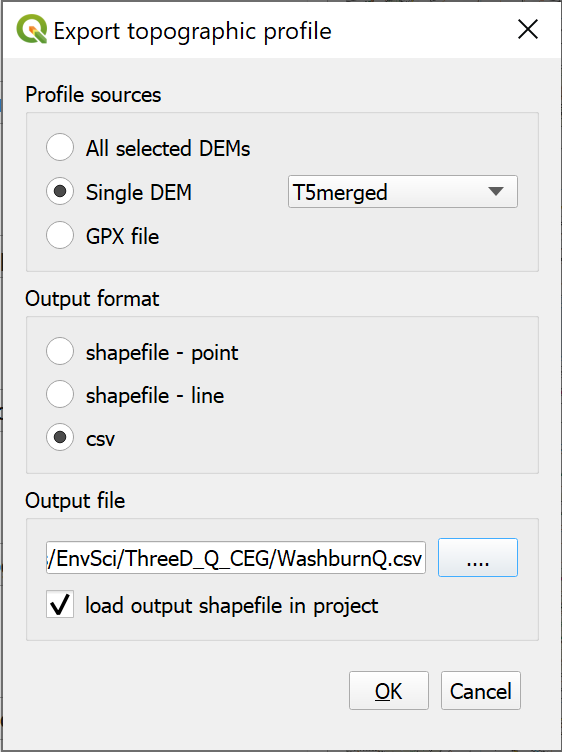 Export topographic profile
Profile sources
All selected DEMs
Single DEM
T5merged
GPX file
Output format
shapefile - point
shapefile - line
csv
Output file
/EnvSci/ThreeD_Q_CEG/WashburnQ.csv
....
load output shapefile in project
OK
Cancel